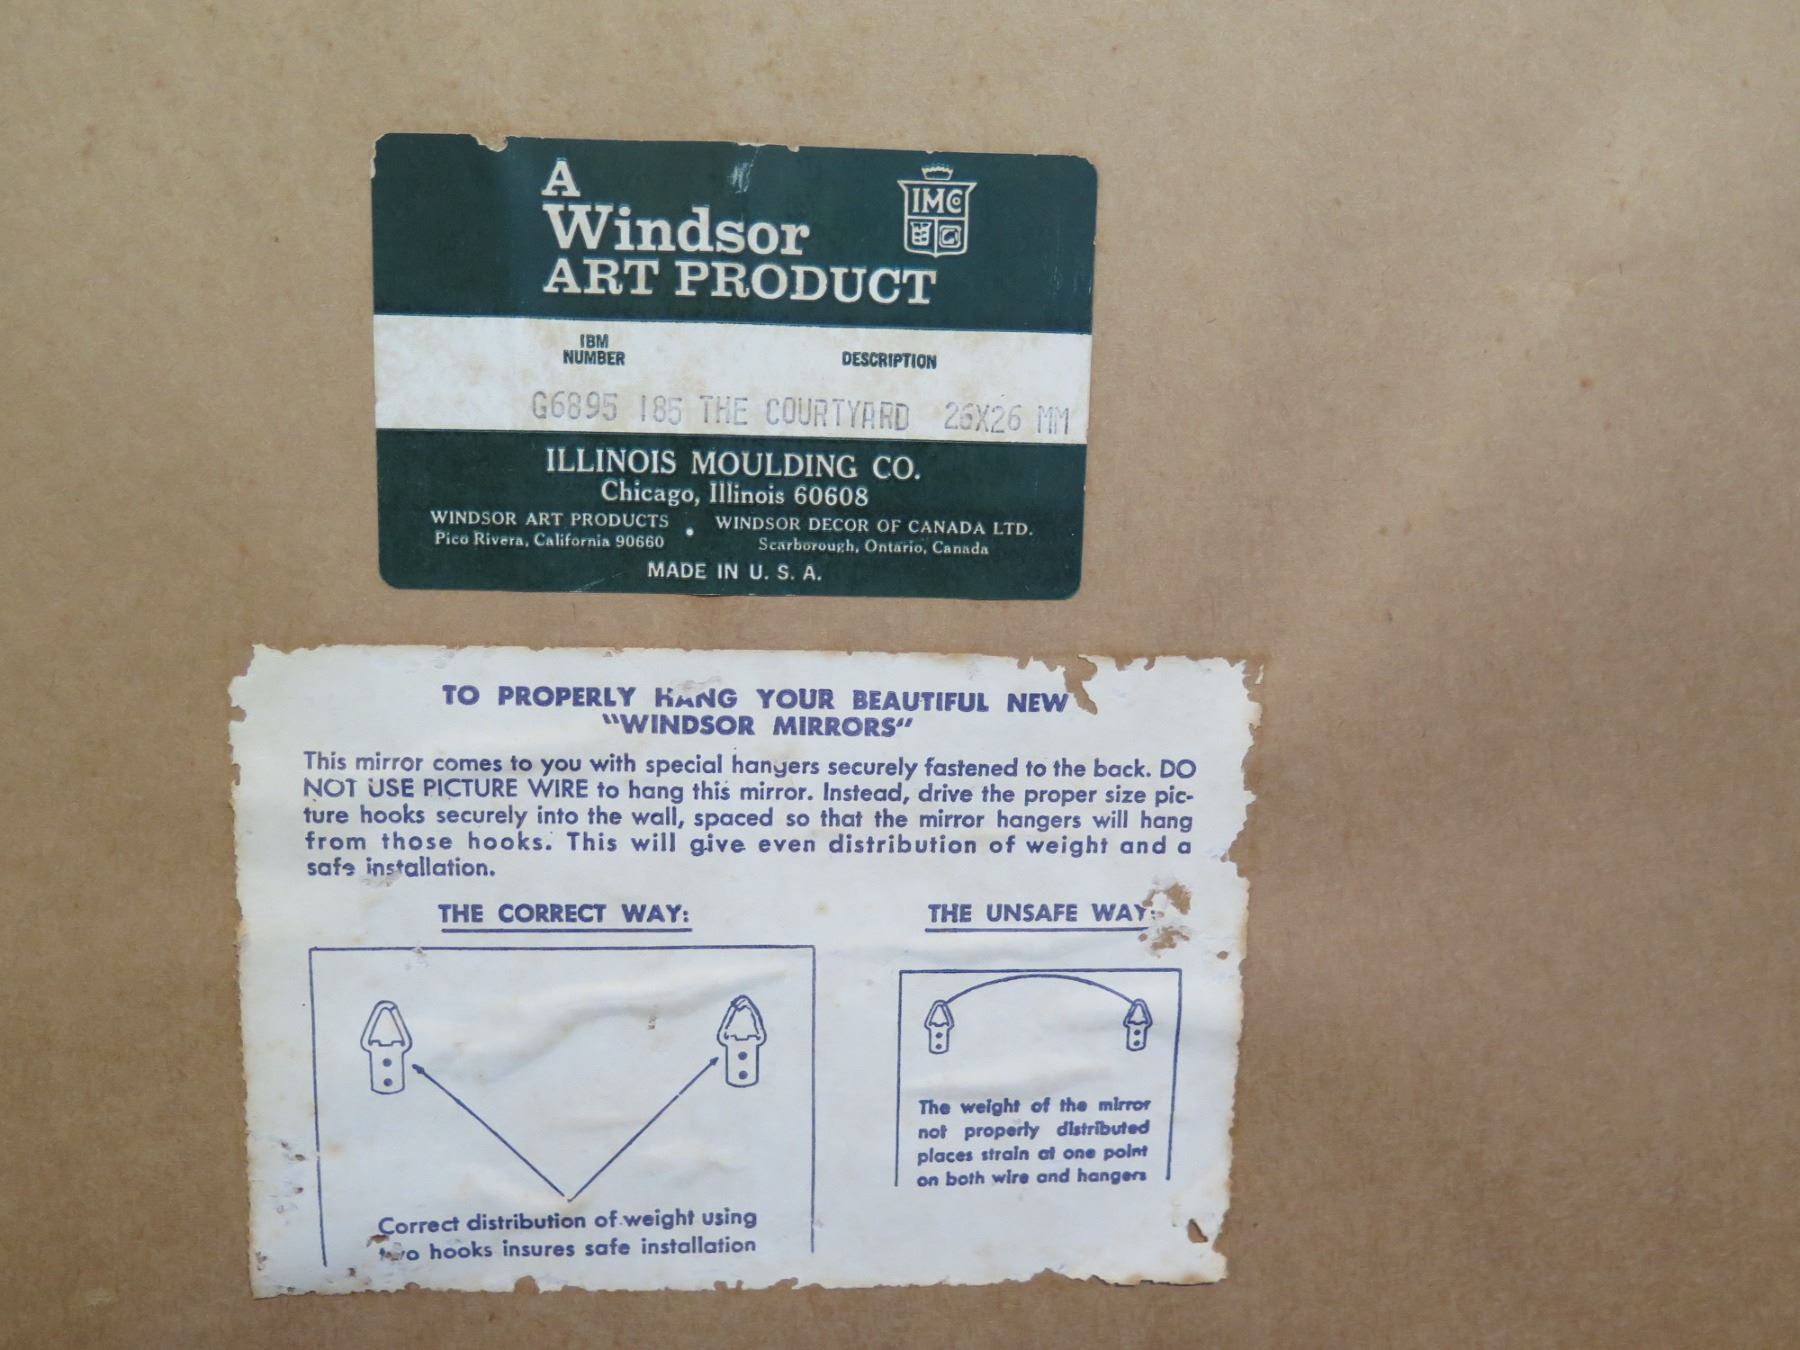 A
Windsor
ART PRODUCT
IMCo
IBM
NUMBER
DESCRIPTION
G6895 185 THE COURTYARD 26X26 MM
ILLINOIS MOULDING CO.
Chicago, Illinois 60608
WINDSOR ART PRODUCTS • WINDSOR DECOR OF CANADA LTD.
Pico Rivera, California 90660 Scarborough, Ontario, Canada
MADE IN U. S. A.
TO PROPERLY HANG YOUR BEAUTIFUL NEW
"WINDSOR MIRRORS"
This mirror comes to you with special hangers securely fastened to the back. DO
NOT USE PICTURE WIRE to hang this mirror. Instead, drive the proper size pic-
ture hooks securely into the wall, spaced so that the mirror hangers will hang
from those hooks. This will give even distribution of weight and a
safe installation.
THE CORRECT WAY:
Correct distribution of weight using
two hooks insures safe installation
THE UNSAFE WAY:
The weight of the mirror
not properly distributed
places strain at one point
on both wire and hangers